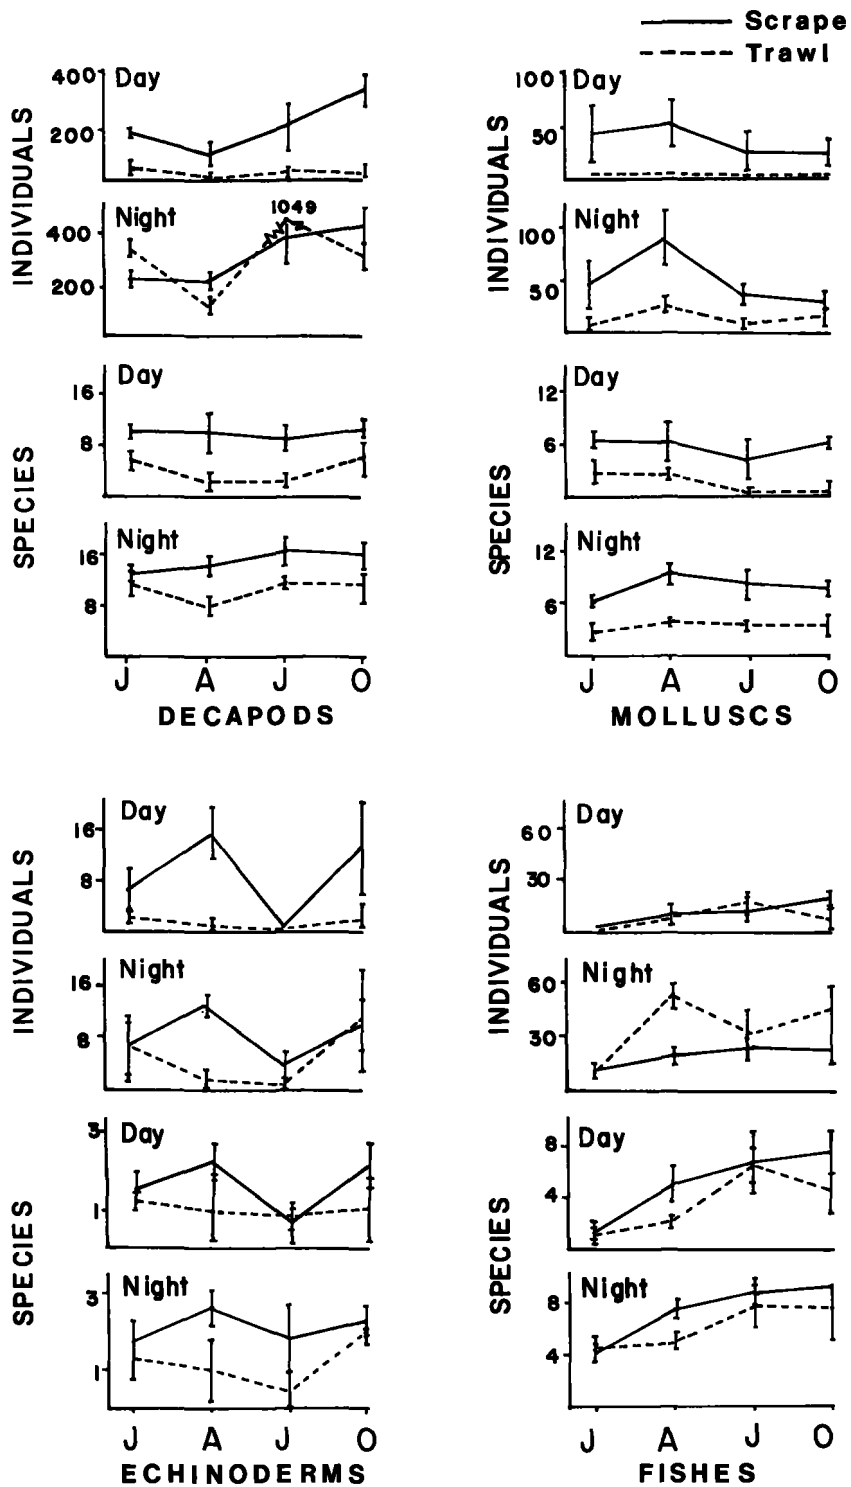 Scrape
Trawl
INDIVIDUALS
400
200
Day
400
200
Night
1049
SPECIES
16
8
Day
16
8
Night
J A J O
DECAPODS
INDIVIDUALS
100
50
Day
100
50
Night
SPECIES
12
6
Day
12
6
Night
J A J O
MOLLUSCS
INDIVIDUALS
16
8
Day
16
8
Night
SPECIES
3
1
Day
3
1
Night
J A J O
ECHINODERMS
INDIVIDUALS
60
30
Day
60
30
Night
SPECIES
8
4
Day
8
4
Night
J A J O
FISHES